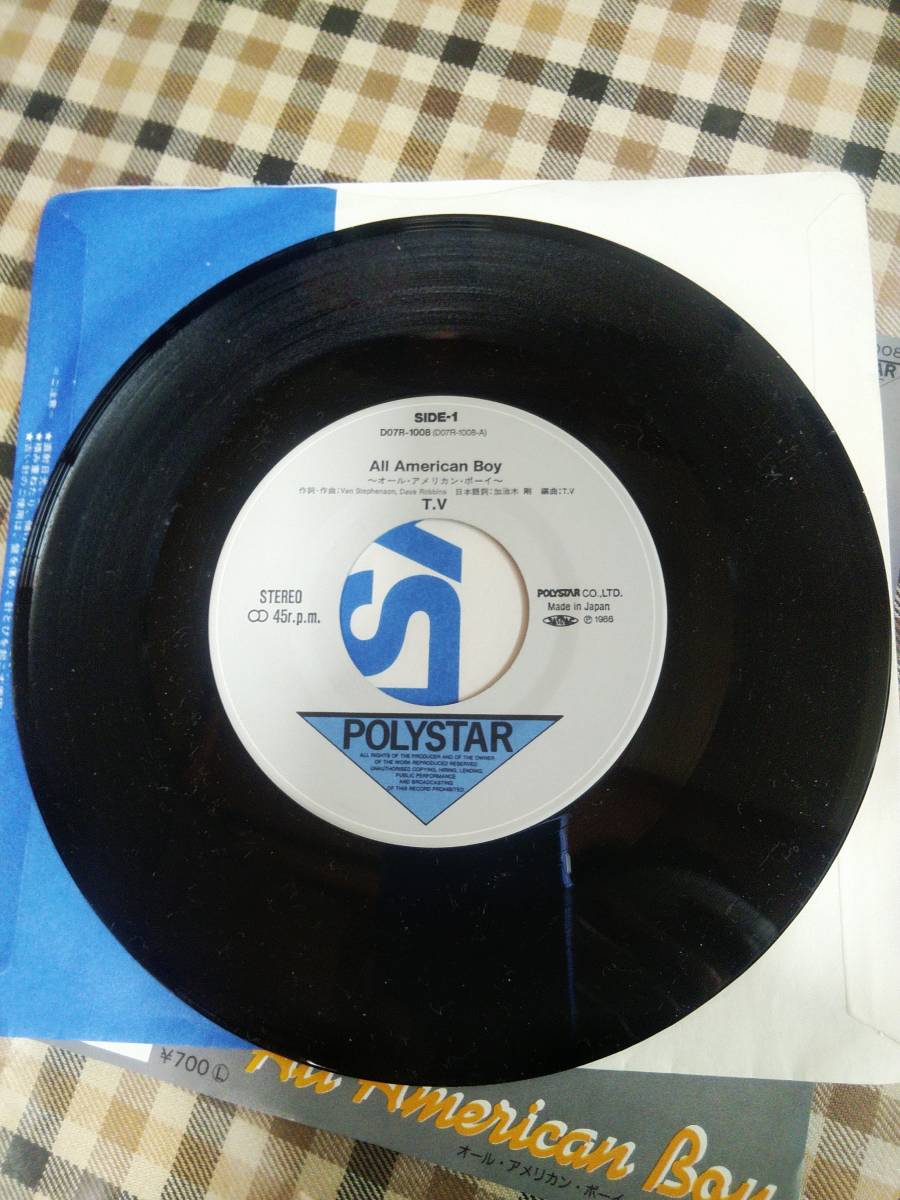 SIDE-1
D07R-1008 (D07R-1008-A)
All American Boy
〜オール・アメリカン・ボーイ〜
作詞・作曲:Van Stephenson, Dave Robbins 日本語詞:加治木 剛 編曲:T.V
T.V
STEREO
45r.p.m.
POLYSTAR CO.,LTD.
Made in Japan
Ⓟ 1986
POLYSTAR
ALL RIGHTS OF THE PRODUCER AND OF THE OWNER
OF THE WORK REPRODUCED RESERVED
UNAUTHORISED COPYING, HIRING, LENDING,
PUBLIC PERFORMANCE
AND BROADCASTING
OF THIS RECORD PROHIBITED
¥700 Ⓛ
All American Boy
オール・アメリカン・ボーイ